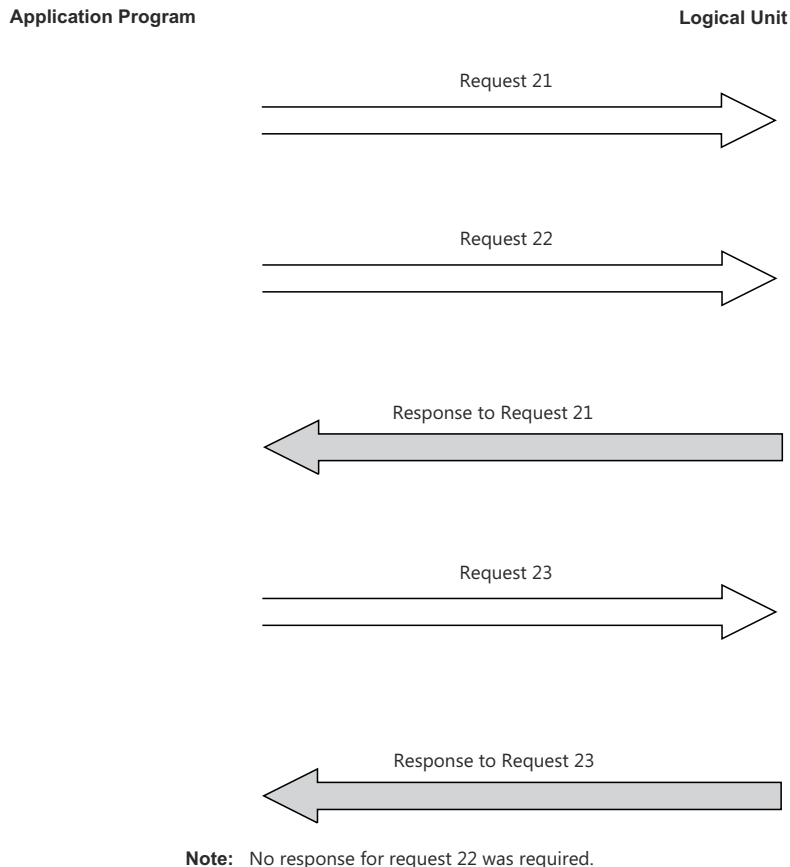 Application Program
Logical Unit
Request 21
Request 22
Response to Request 21
Request 23
Response to Request 23
Note: No response for request 22 was required.